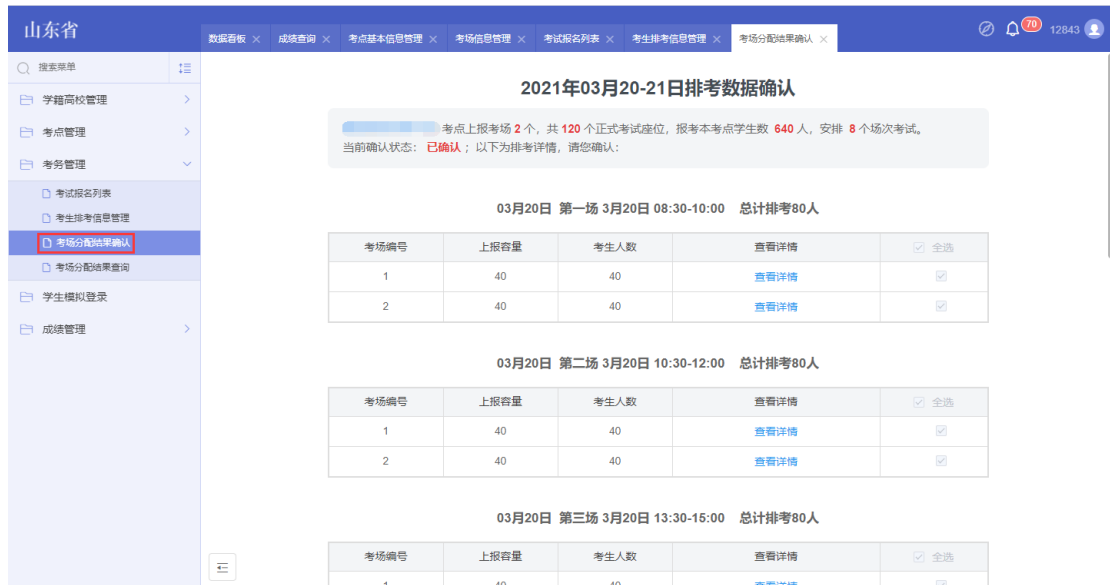 山东省
数据看板 成绩查询 考点基本信息管理 考场信息管理 考试报名列表 考生排考信息管理 考场分配结果确认
70 12843
搜索菜单
学籍高校管理
考点管理
考务管理
考试报名列表
考生排考信息管理
考场分配结果确认
考场分配结果查询
学生模拟登录
成绩管理
2021年03月20-21日排考数据确认
考点上报考场 2 个，共 120 个正式考试座位，报考本考点学生数 640 人，安排 8 个场次考试。
当前确认状态：已确认；以下为排考详情，请您确认：
03月20日 第一场 3月20日 08:30-10:00 总计排考80人
考场编号 上报容量 考生人数 查看详情 全选
1 40 40 查看详情
2 40 40 查看详情
03月20日 第二场 3月20日 10:30-12:00 总计排考80人
考场编号 上报容量 考生人数 查看详情 全选
1 40 40 查看详情
2 40 40 查看详情
03月20日 第三场 3月20日 13:30-15:00 总计排考80人
考场编号 上报容量 考生人数 查看详情 全选
1 40 40 查看详情